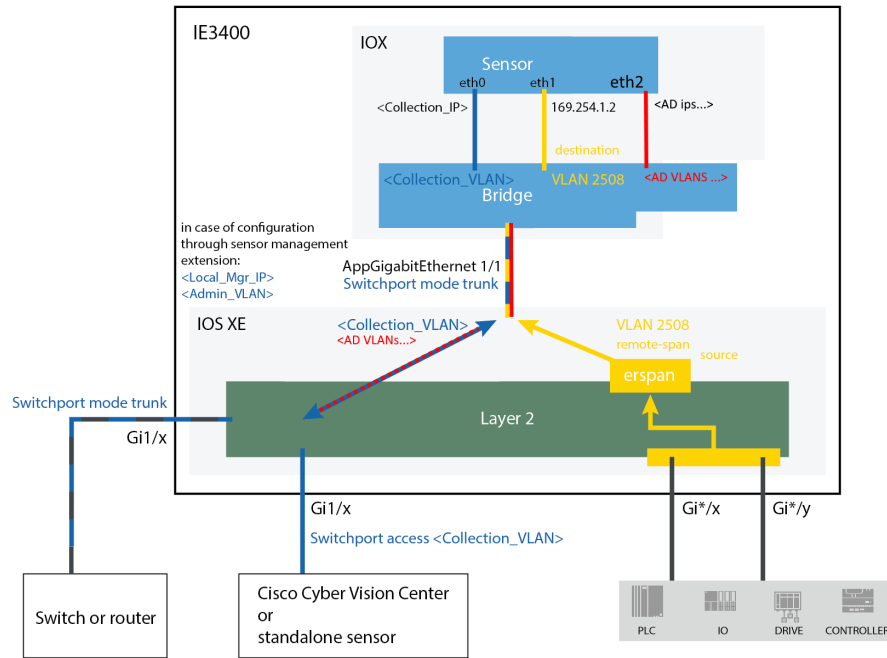 IE3400
IOX
Sensor
eth0
eth1
eth2
<Collection_IP>
169.254.1.2
<AD ips...>
destination
<Collection_VLAN>
VLAN 2508
<AD VLANS ...>
Bridge
in case of configuration
through sensor management
extension:
<Local_Mgr_IP>
<Admin_VLAN>
AppGigabitEthernet 1/1
Switchport mode trunk
IOS XE
<Collection_VLAN>
<AD VLANs...>
VLAN 2508
remote-span
source
erspan
Layer 2
Switchport mode trunk
Gi1/x
Gi1/x
Gi*/x
Gi*/y
Switchport access <Collection_VLAN>
Switch or router
Cisco Cyber Vision Center
or
standalone sensor
PLC
IO
DRIVE
CONTROLLER